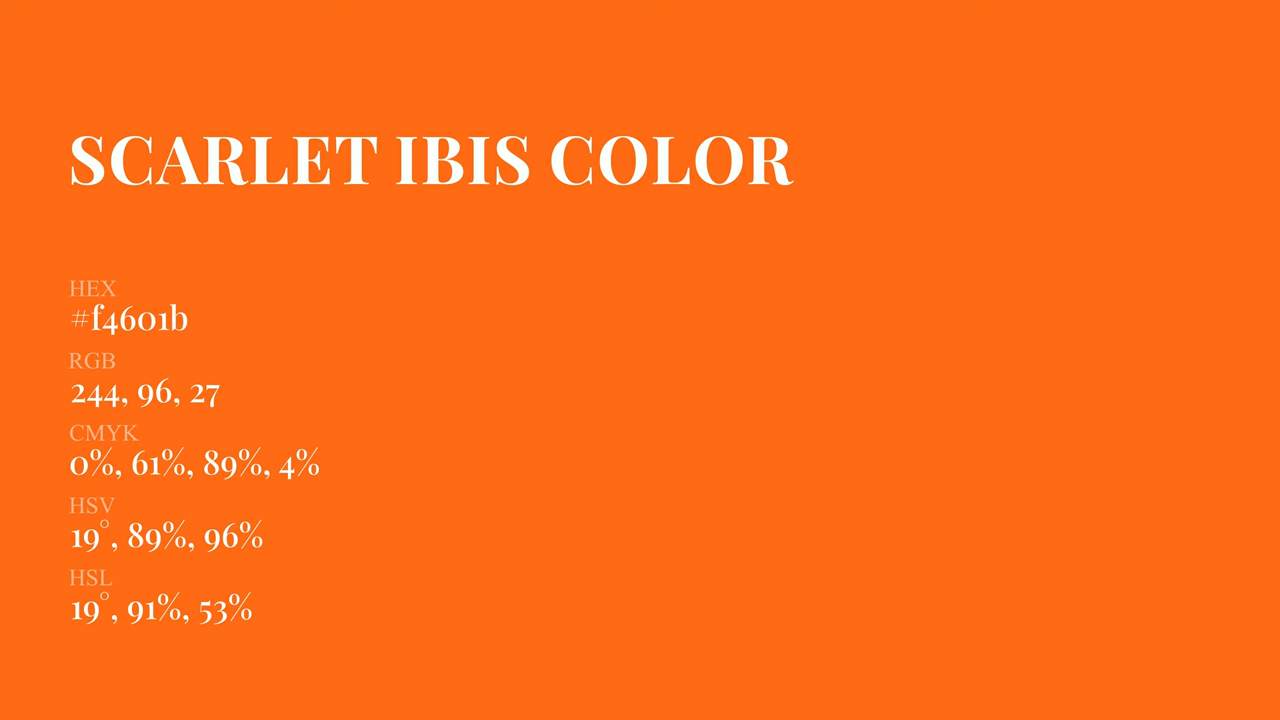 SCARLET IBIS COLOR
HEX
#f4601b
RGB
244, 96, 27
CMYK
0%, 61%, 89%, 4%
HSV
19°, 89%, 96%
HSL
19°, 91%, 53%